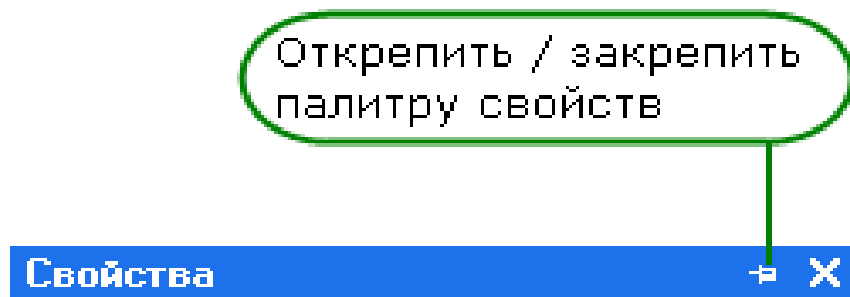 Открепить / закрепить
палитру свойств
Свойства